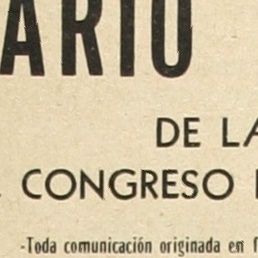 ARIO
DE LA
CONGRESO
-Toda comunicación originada en